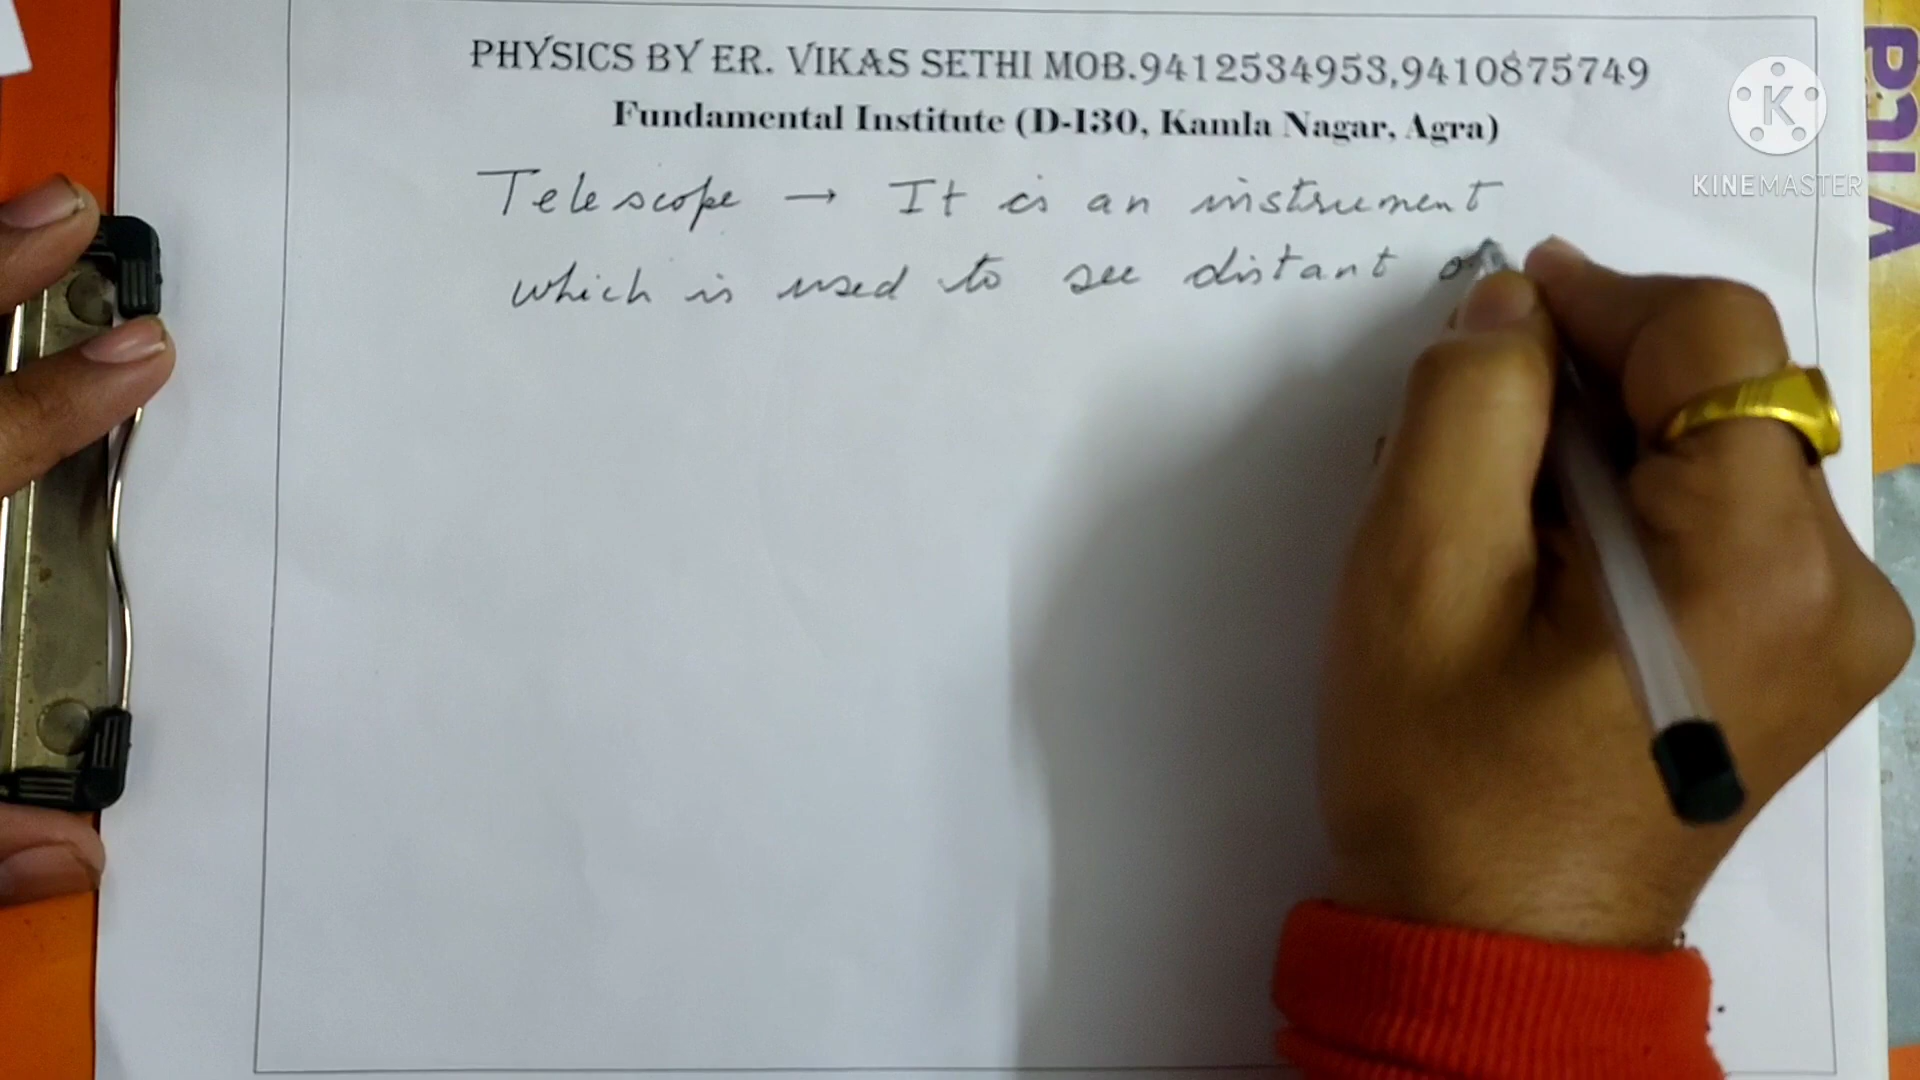 PHYSICS BY ER. VIKAS SETHI MOB.9412534953,9410875749
Fundamental Institute (D-130, Kamla Nagar, Agra)
Telescope → It is an instrument
which is used to see distant
KINEMASTER